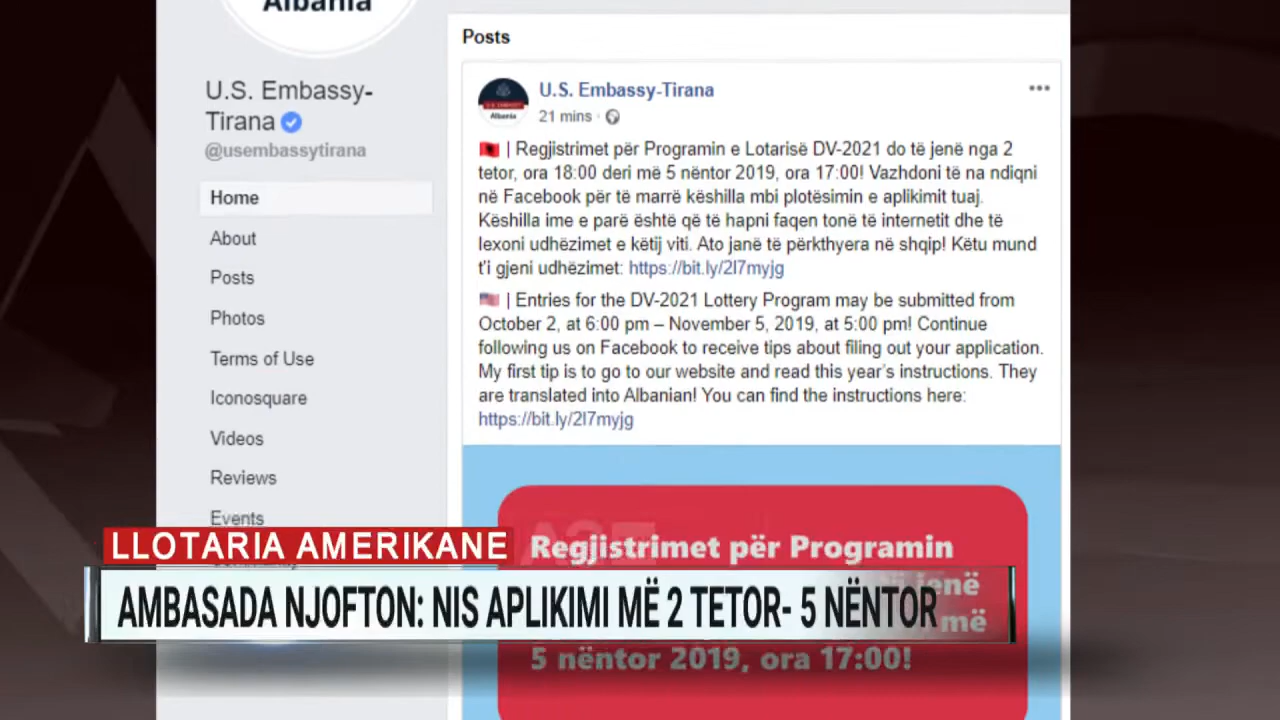 Albania
U.S. Embassy-
Tirana
@usembassytirana
Home
About
Posts
Photos
Terms of Use
Iconosquare
Videos
Reviews
Events
Posts
U.S. Embassy-Tirana
21 mins ·
| Regjistrimet për Programin e Lotarisë DV-2021 do të jenë nga 2
tetor, ora 18:00 deri më 5 nëntor 2019, ora 17:00! Vazhdoni të na ndiqni
në Facebook për të marrë këshilla mbi plotësimin e aplikimit tuaj.
Këshilla ime e parë është që të hapni faqen tonë të internetit dhe të
lexoni udhëzimet e këtij viti. Ato janë të përkthyera në shqip! Këtu mund
t'i gjeni udhëzimet: https://bit.ly/2l7myjg
| Entries for the DV-2021 Lottery Program may be submitted from
October 2, at 6:00 pm – November 5, 2019, at 5:00 pm! Continue
following us on Facebook to receive tips about filing out your application.
My first tip is to go to our website and read this year's instructions. They
are translated into Albanian! You can find the instructions here:
https://bit.ly/2l7myjg
Regjistrimet për Programin
jenë
më
5 nëntor 2019, ora 17:00!
LLOTARIA AMERIKANE
AMBASADA NJOFTON: NIS APLIKIMI MË 2 TETOR- 5 NËNTOR